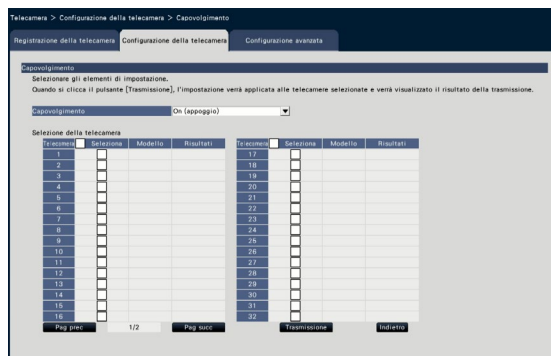 Telecamera > Configurazione della telecamera > Capovolgimento
Registrazione della telecamera Configurazione della telecamera Configurazione avanzata
Capovolgimento
Selezionare gli elementi di impostazione.
Quando si clicca il pulsante [Trasmissione], l'impostazione verrà applicata alle telecamere selezionate e verrà visualizzato il risultato della trasmissione.
Capovolgimento On (appoggio)
Selezione della telecamera
Telecamera Seleziona Modello Risultati Telecamera Seleziona Modello Risultati
1 17
2 18
3 19
4 20
5 21
6 22
7 23
8 24
9 25
10 26
11 27
12 28
13 29
14 30
15 31
16 32
Pag prec 1/2 Pag succ Trasmissione Indietro